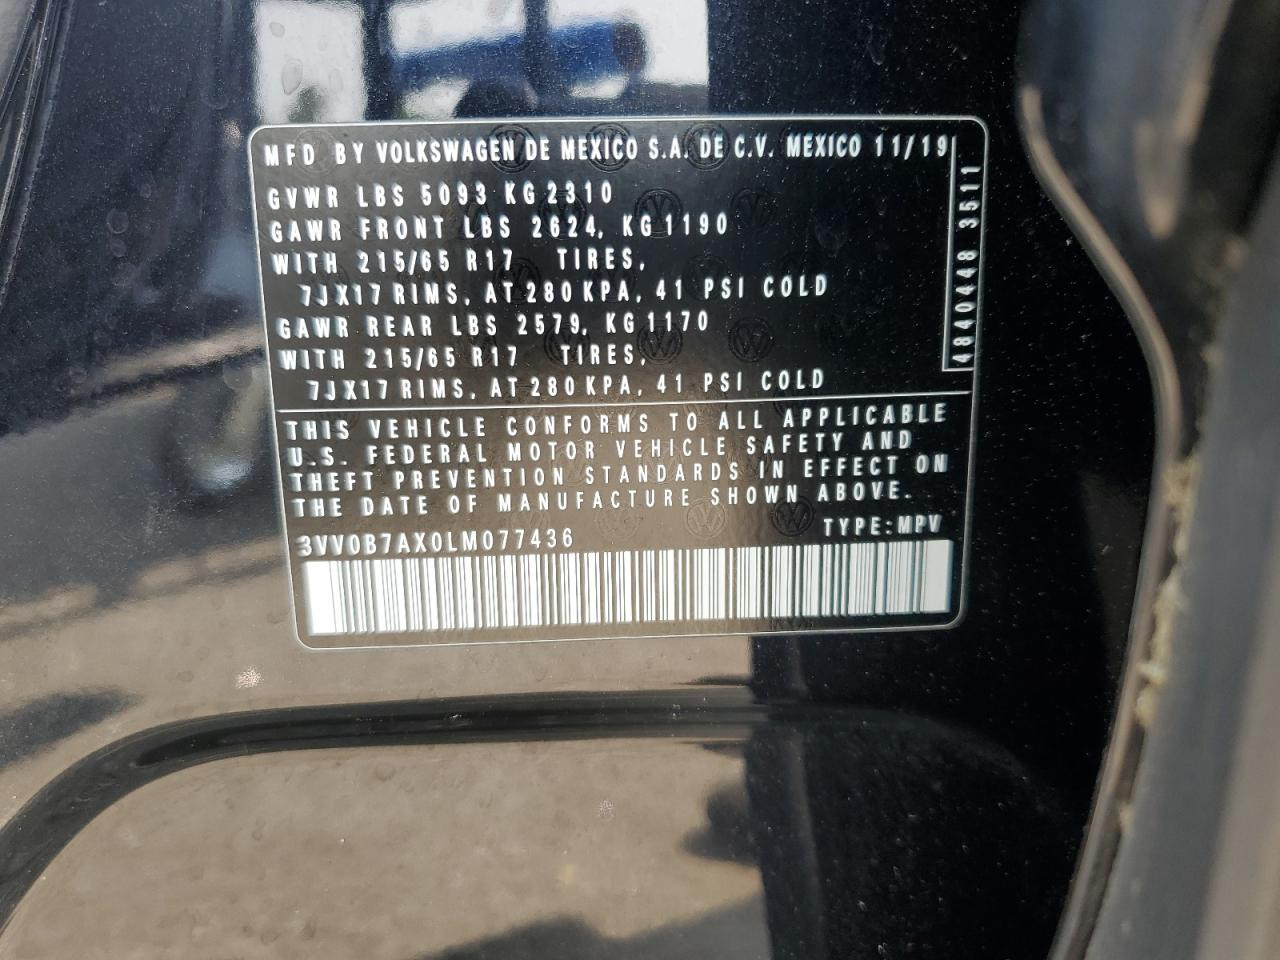 MFD BY VOLKSWAGEN DE MEXICO S.A. DE C.V. MEXICO 11/19
GVWR LBS 5093 KG 2310
GAWR FRONT LBS 2624, KG 1190
WITH 215/65 R17 TIRES,
7JX17 RIMS, AT 280 KPA, 41 PSI COLD
GAWR REAR LBS 2579, KG 1170
WITH 215/65 R17 TIRES,
7JX17 RIMS, AT 280 KPA, 41 PSI COLD
4840448 3511
THIS VEHICLE CONFORMS TO ALL APPLICABLE
U.S. FEDERAL MOTOR VEHICLE SAFETY AND
THEFT PREVENTION STANDARDS IN EFFECT ON
THE DATE OF MANUFACTURE SHOWN ABOVE.
3VV0B7AX0LM077436 TYPE: MPV